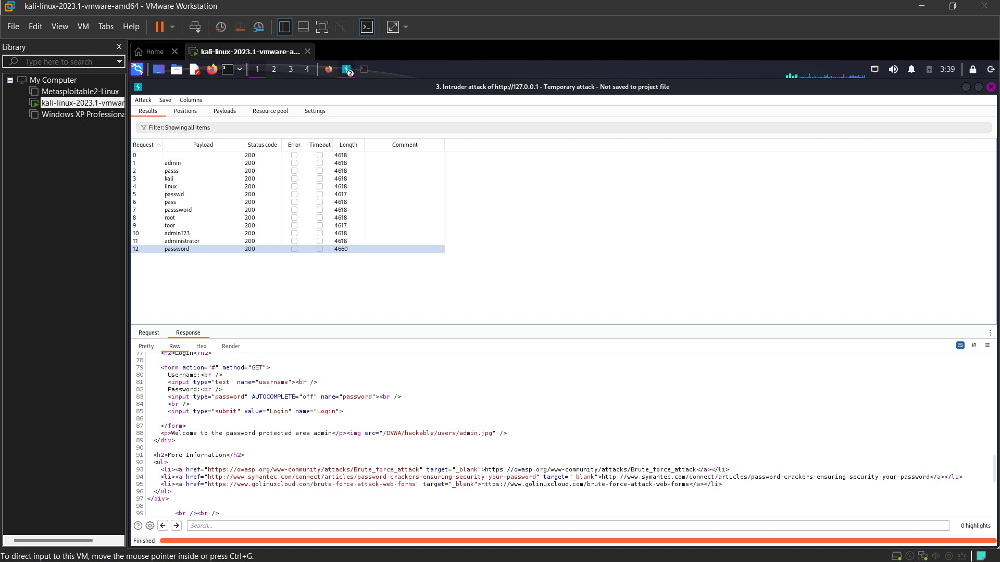 kali-linux-2023.1-vmware-amd64 - VMware Workstation
File Edit View VM Tabs Help
Library
Type here to search
My Computer
Metasploitable2-Linux
kali-linux-2023.1-vmwar
Windows XP Professiona
Home
kali-linux-2023.1-vmware-a...
1 2 3 4 2 3:39
3. Intruder attack of http://127.0.0.1 - Temporary attack - Not saved to project file
Attack Save Columns
Results Positions Payloads Resource pool Settings
Filter: Showing all items
Request Payload Status code Error Timeout Length Comment
0 200 4618
1 admin 200 4618
2 passs 200 4618
3 kali 200 4618
4 linux 200 4618
5 passwd 200 4617
6 pass 200 4618
7 passsword 200 4618
8 root 200 4618
9 toor 200 4617
10 admin123 200 4618
11 administrator 200 4618
12 password 200 4660
Request Response
Pretty Raw Hex Render \n
77 <h2>Login</h2>
78
79 <form action="#" method="GET">
80 Username:<br />
81 <input type="text" name="username"><br />
82 Password:<br />
83 <input type="password" AUTOCOMPLETE="off" name="password"><br />
84 <br />
85 <input type="submit" value="Login" name="Login">
86
87 </form>
88 <p>Welcome to the password protected area admin</p><img src="/DVWA/hackable/users/admin.jpg" />
89 </div>
90
91 <h2>More Information</h2>
92 <ul>
93 <li><a href="https://owasp.org/www-community/attacks/Brute_force_attack" target="_blank">https://owasp.org/www-community/attacks/Brute_force_attack</a></li>
94 <li><a href="http://www.symantec.com/connect/articles/password-crackers-ensuring-security-your-password" target="_blank">http://www.symantec.com/connect/articles/password-crackers-ensuring-security-your-password</a></li>
95 <li><a href="https://www.golinuxcloud.com/brute-force-attack-web-forms" target="_blank">https://www.golinuxcloud.com/brute-force-attack-web-forms</a></li>
96 </ul>
97 </div>
98
99 <br /><br />
Search... 0 highlights
Finished
To direct input to this VM, move the mouse pointer inside or press Ctrl+G.